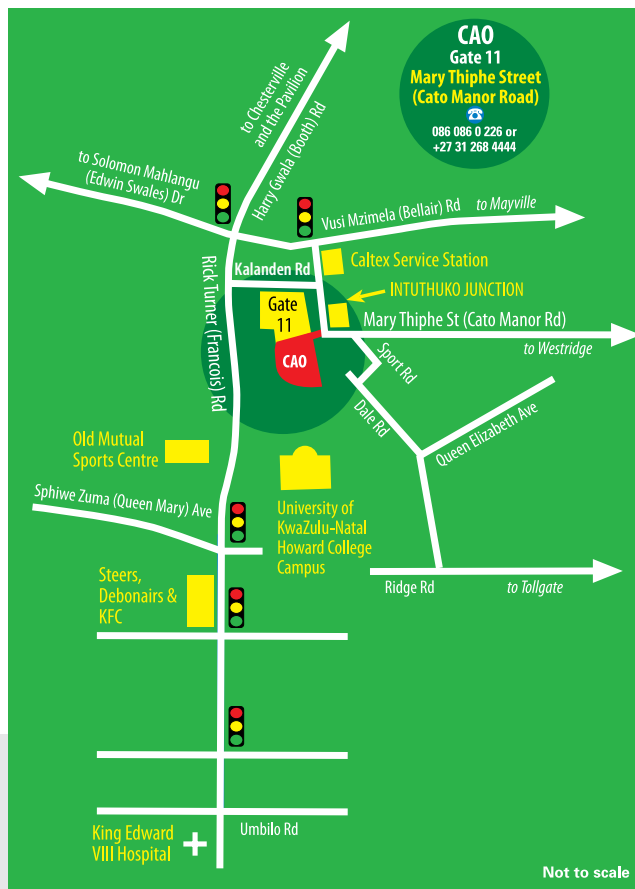 CAO
Gate 11
Mary Thiphe Street
(Cato Manor Road)
086 086 0 226 or
+27 31 268 4444
to Chesterville
and the Pavilion
Harry Gwala (Booth) Rd
to Solomon Mahlangu
(Edwin Swales) Dr
Vusi Mzimela (Bellair) Rd
to Mayville
Caltex Service Station
Kalanden Rd
INTUTHUKO JUNCTION
Rick Turner (Francois) Rd
Gate
11
Mary Thiphe St (Cato Manor Rd)
to Westridge
CAO
Sport Rd
Dale Rd
Queen Elizabeth Ave
Old Mutual
Sports Centre
Sphiwe Zuma (Queen Mary) Ave
University of
KwaZulu-Natal
Howard College
Campus
Steers,
Debonairs &
KFC
Ridge Rd
to Tollgate
Umbilo Rd
King Edward
VIII Hospital
Not to scale